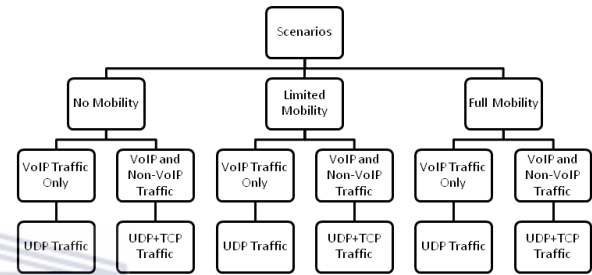 Scenarios
No Mobility
Limited
Mobility
Full Mobility
VoIP Traffic
Only
VoIP and
Non-VoIP
Traffic
VoIP Traffic
Only
VoIP and
Non-VoIP
Traffic
VoIP Traffic
Only
VoIP and
Non-VoIP
Traffic
UDP Traffic
UDP+TCP
Traffic
UDP Traffic
UDP+TCP
Traffic
UDP Traffic
UDP+TCP
Traffic